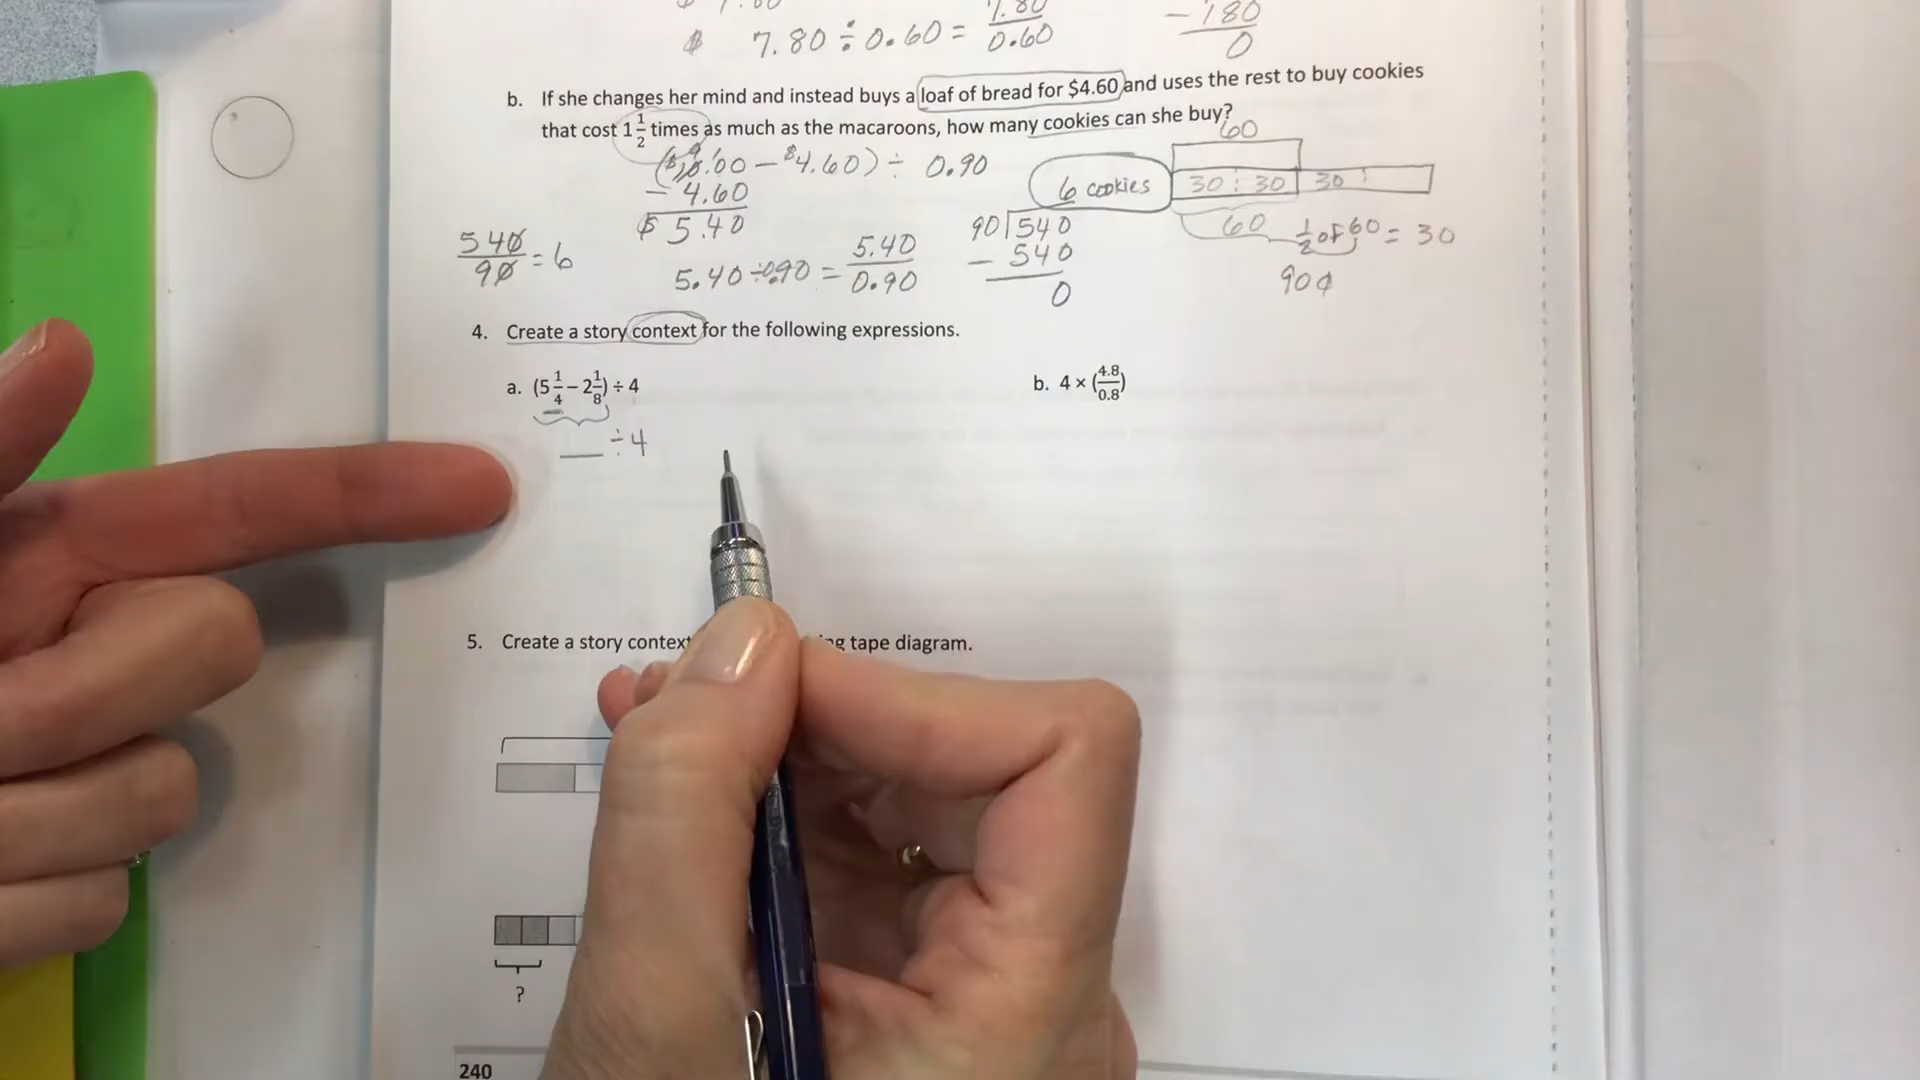 7.80 ÷ 0.60 = 7.80/0.60
- 180
0
b. If she changes her mind and instead buys a loaf of bread for $4.60 and uses the rest to buy cookies
that cost 1 1/2 times as much as the macaroons, how many cookies can she buy?
60
00 - $4.60) ÷ 0.90
- 4.60
$ 5.40
6 cookies
30 30 30
60 1/2 of 60 = 30
90¢
540/90 = 6
5.40 ÷ 0.90 = 5.40/0.90
90 540
- 540
0
4. Create a story context for the following expressions.
a. (5 1/4 − 2 1/8) ÷ 4
b. 4 × (4.8/0.8)
__ ÷ 4
5. Create a story context tape diagram.
?
240